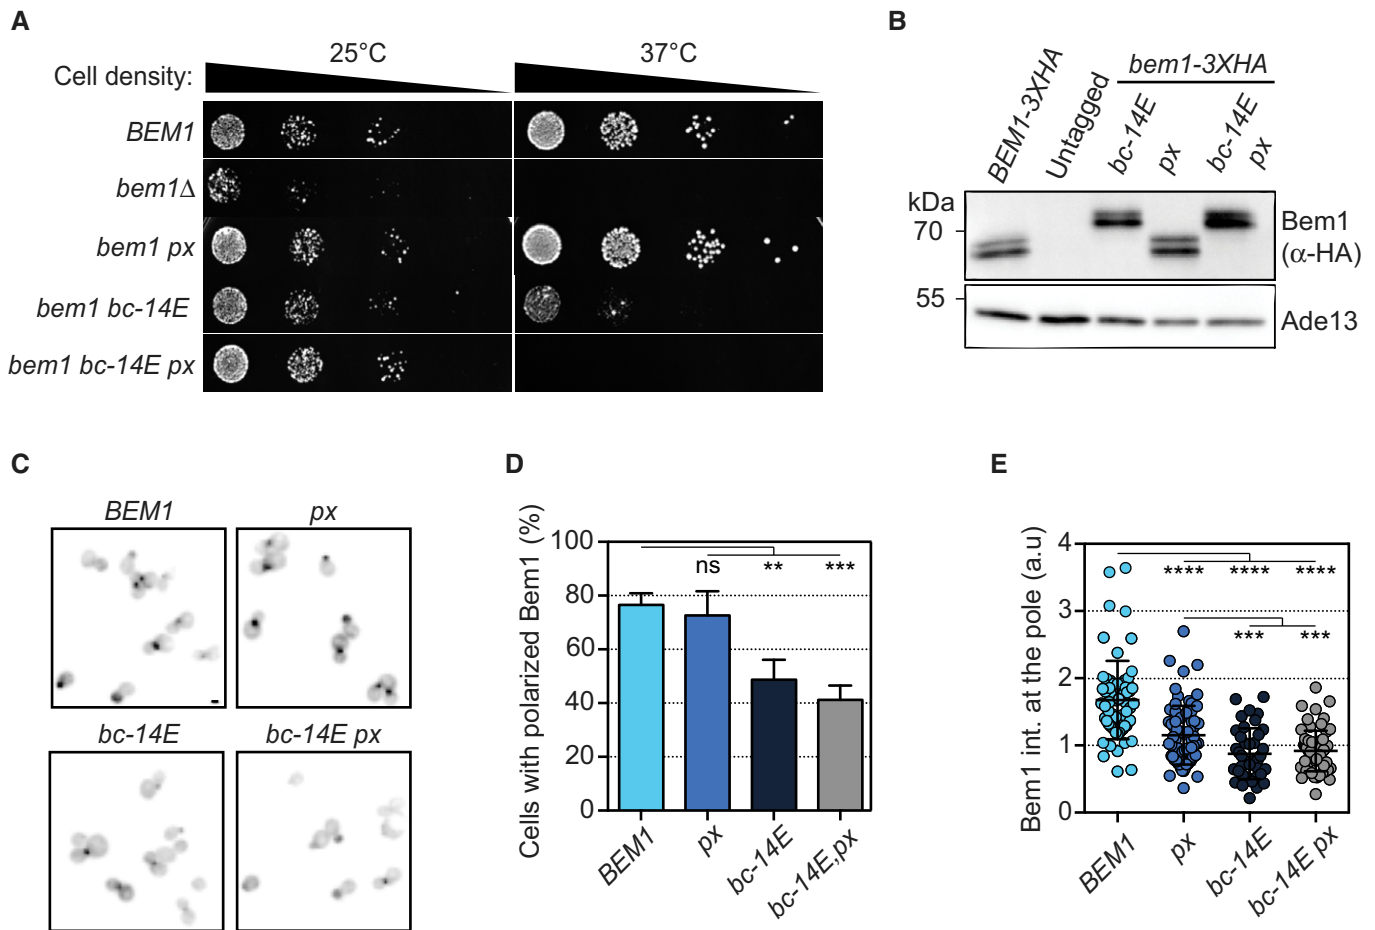 A
25°C
37°C
Cell density:
BEM1
bem1Δ
bem1 px
bem1 bc-14E
bem1 bc-14E px
B
BEM1-3XHA
Untagged
bem1-3XHA
bc-14E
px
bc-14E
px
kDa
70
55
Bem1
(α-HA)
Ade13
C
BEM1
px
bc-14E
bc-14E px
D
Cells with polarized Bem1 (%)
100
80
60
40
20
0
ns
**
***
BEM1
px
bc-14E
bc-14E,px
E
Bem1 int. at the pole (a.u)
4
3
2
1
0
**** **** ****
*** ***
BEM1
px
bc-14E
bc-14E px